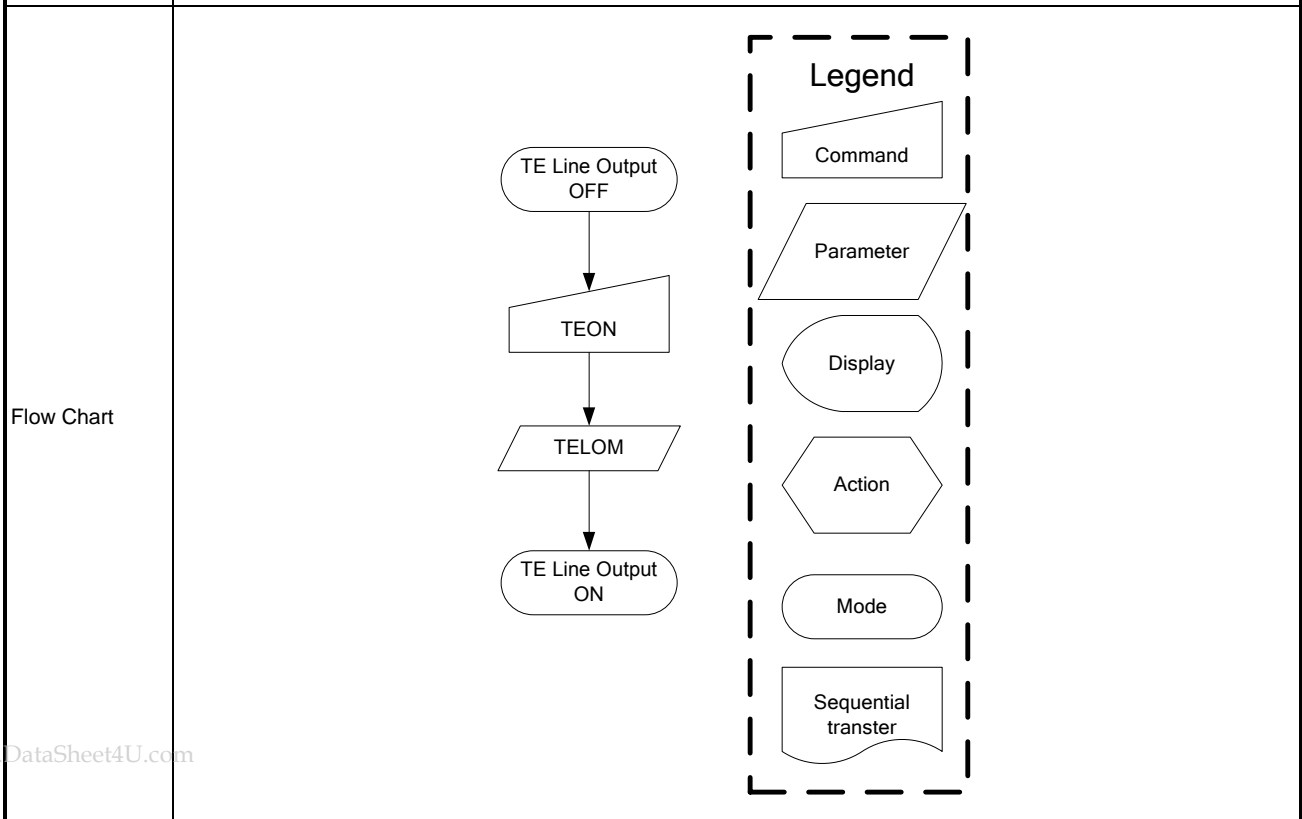 Flow Chart
TE Line Output
OFF
TEON
TELOM
TE Line Output
ON
Legend
Command
Parameter
Display
Action
Mode
Sequential
transter
DataSheet4U.com